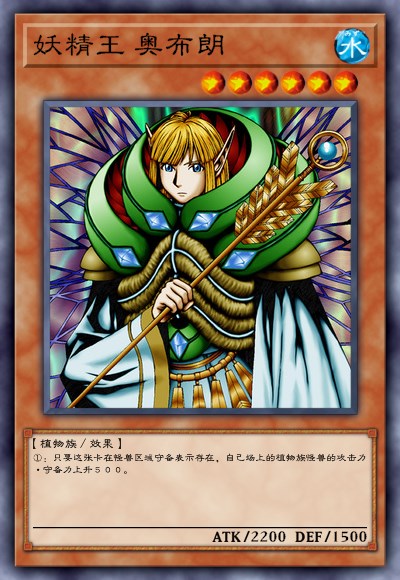 妖精王 奥布朗
水
【植物族／效果】
①：只要这张卡在怪兽区域守备表示存在，自己场上的植物族怪兽的攻击力
・守备力上升５００。
ATK/2200 DEF/1500